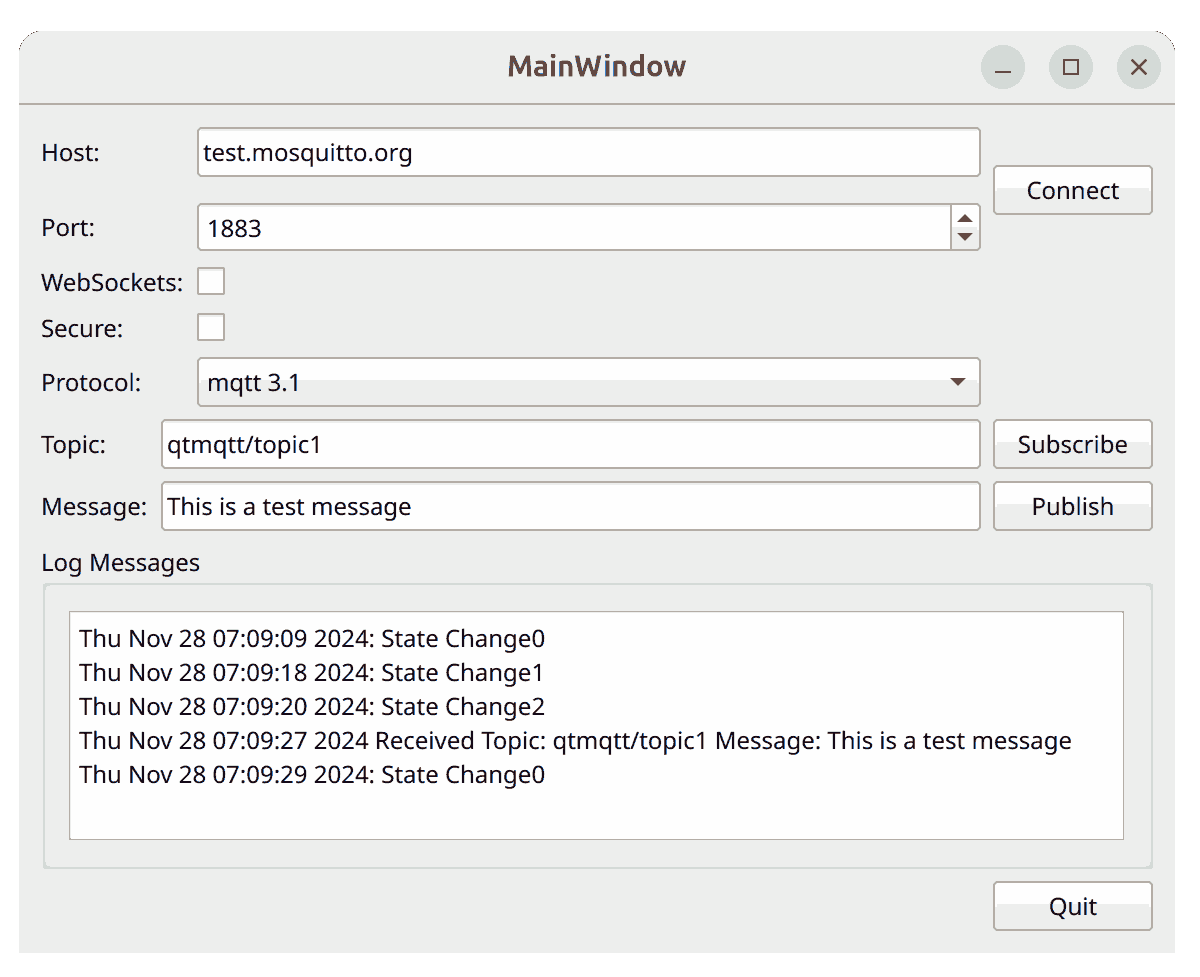 MainWindow
Host: test.mosquitto.org
Connect
Port: 1883
WebSockets:
Secure:
Protocol: mqtt 3.1
Topic: qtmqtt/topic1 Subscribe
Message: This is a test message Publish
Log Messages
Thu Nov 28 07:09:09 2024: State Change0
Thu Nov 28 07:09:18 2024: State Change1
Thu Nov 28 07:09:20 2024: State Change2
Thu Nov 28 07:09:27 2024 Received Topic: qtmqtt/topic1 Message: This is a test message
Thu Nov 28 07:09:29 2024: State Change0
Quit